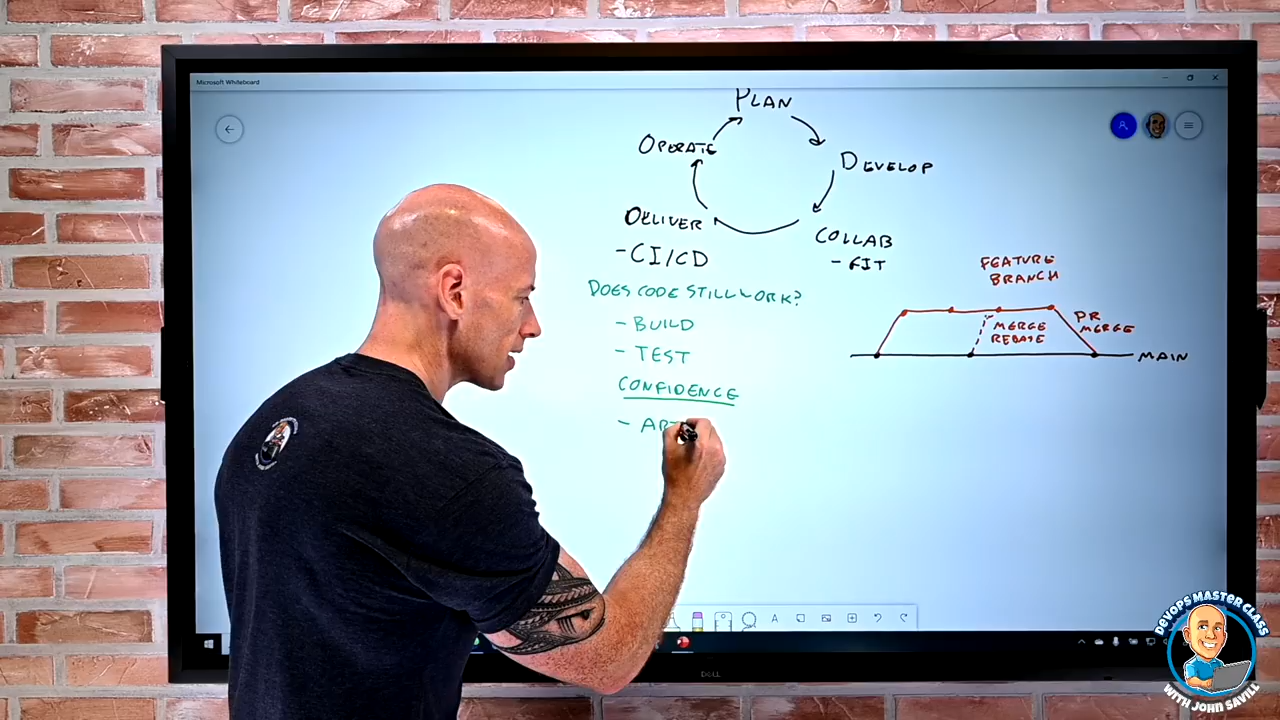 Microsoft Whiteboard
PLAN
OPERATE
DEVELOP
DELIVER
- CI/CD
COLLAB
- GIT
DOES CODE STILL WORK?
- BUILD
- TEST
CONFIDENCE
FEATURE
BRANCH
PR
MERGE
MERGE
REBASE
MAIN
DELL
DEVOPS MASTER CLASS
WITH JOHN SAVILL